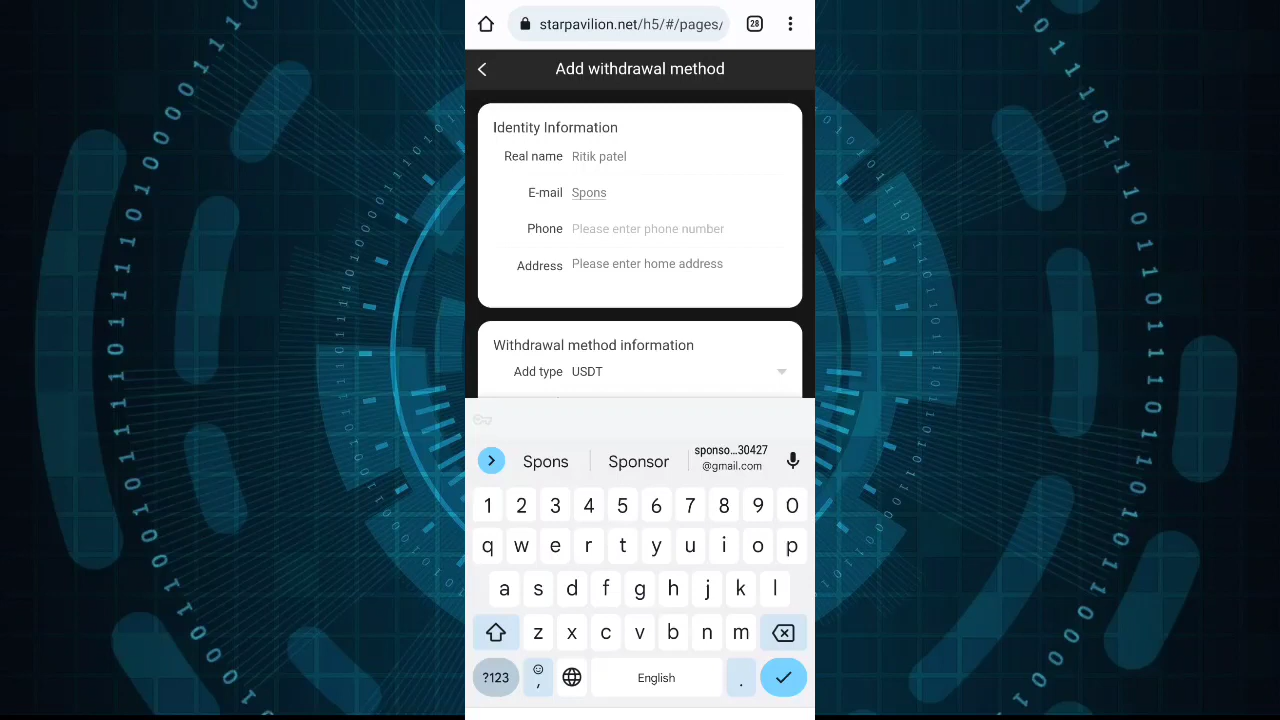 starpavilion.net/h5/#/pages/
28
Add withdrawal method
Identity Information
Real name Ritik patel
E-mail Spons
Phone Please enter phone number
Address Please enter home address
Withdrawal method information
Add type USDT
Spons Sponsor sponso...30427
@gmail.com
1 2 3 4 5 6 7 8 9 0
q w e r t y u i o p
a s d f g h j k l
z x c v b n m
?123 , English .